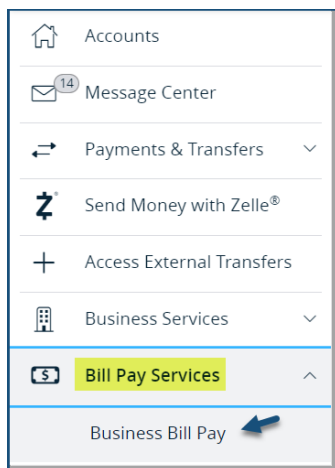 Accounts
14
Message Center
Payments & Transfers
Send Money with Zelle®
Access External Transfers
Business Services
Bill Pay Services
Business Bill Pay